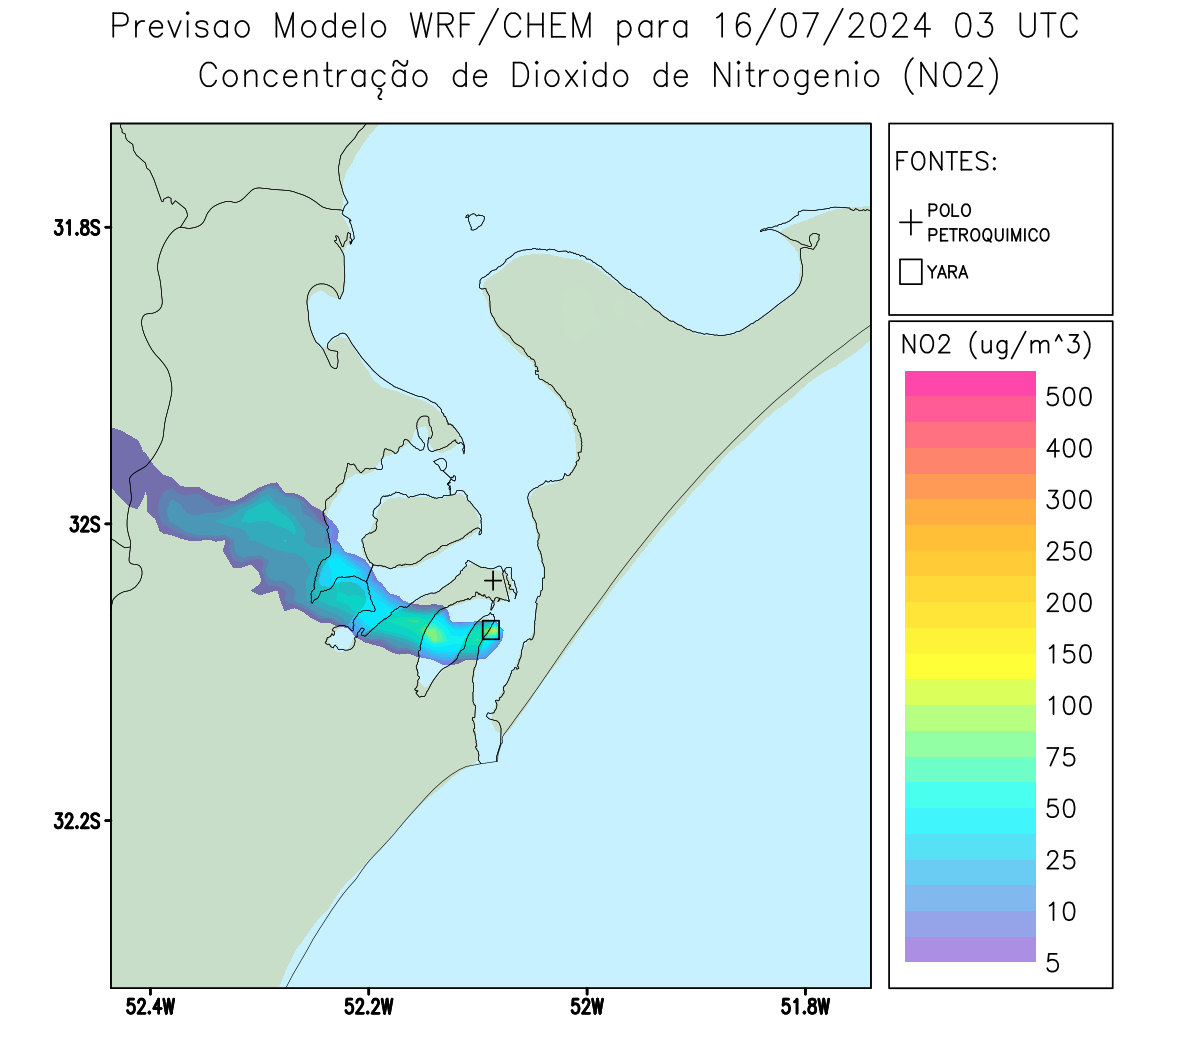 Previsao Modelo WRF/CHEM para 16/07/2024 03 UTC
Concentração de Dioxido de Nitrogenio (NO2)
FONTES:
POLO
PETROQUIMICO
YARA
NO2 (ug/m^3)
500
400
300
250
200
150
100
75
50
25
10
5
31.8S
32S
32.2S
52.4W
52.2W
52W
51.8W